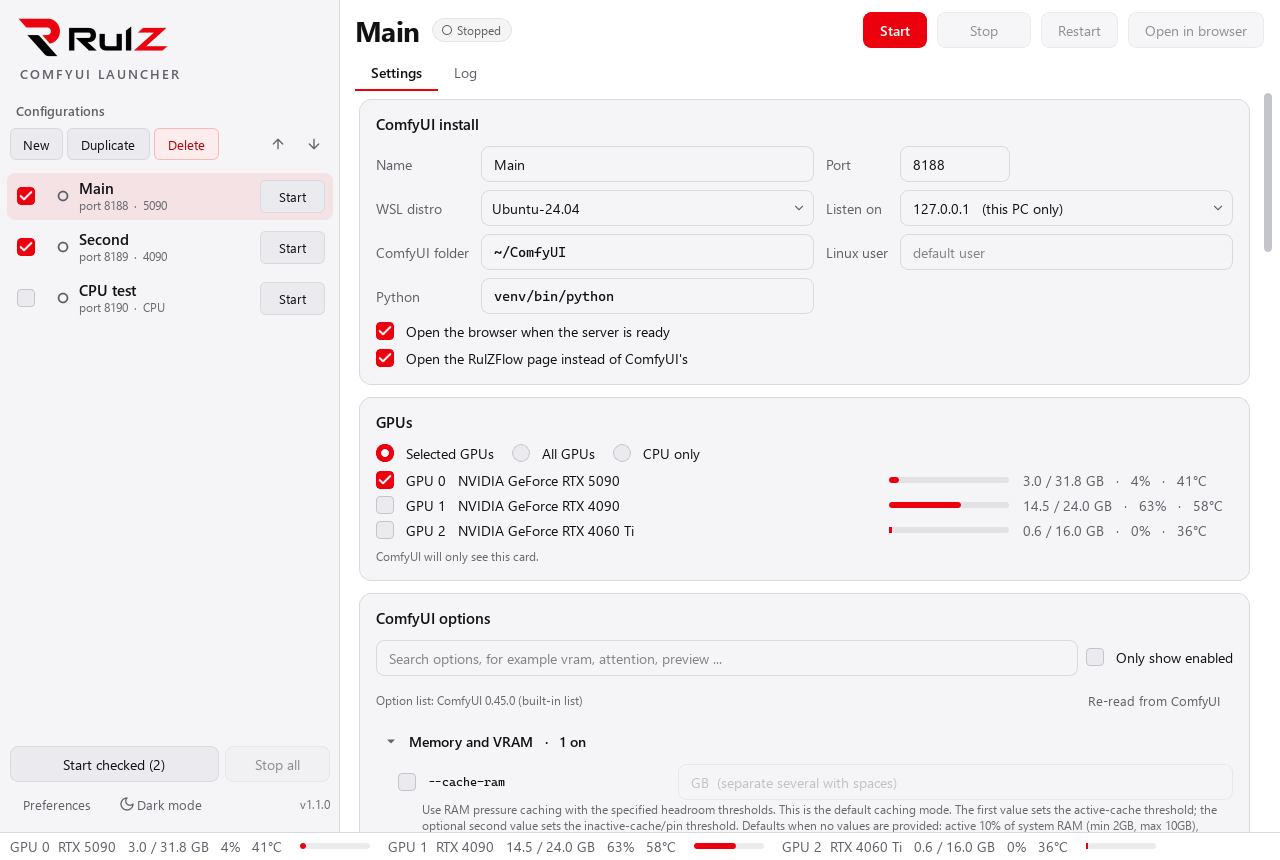 RulZ
COMFYUI LAUNCHER
Configurations
New Duplicate Delete ↑ ↓
Main
port 8188 · 5090
Start
Second
port 8189 · 4090
Start
CPU test
port 8190 · CPU
Start
Start checked (2) Stop all
Preferences Dark mode v1.1.0
Main Stopped Start Stop Restart Open in browser
Settings Log
ComfyUI install
Name Main Port 8188
WSL distro Ubuntu-24.04 Listen on 127.0.0.1 (this PC only)
ComfyUI folder ~/ComfyUI Linux user default user
Python venv/bin/python
Open the browser when the server is ready
Open the RulZFlow page instead of ComfyUI's
GPUs
Selected GPUs All GPUs CPU only
GPU 0 NVIDIA GeForce RTX 5090 3.0 / 31.8 GB · 4% · 41°C
GPU 1 NVIDIA GeForce RTX 4090 14.5 / 24.0 GB · 63% · 58°C
GPU 2 NVIDIA GeForce RTX 4060 Ti 0.6 / 16.0 GB · 0% · 36°C
ComfyUI will only see this card.
ComfyUI options
Search options, for example vram, attention, preview ... Only show enabled
Option list: ComfyUI 0.45.0 (built-in list) Re-read from ComfyUI
Memory and VRAM · 1 on
--cache-ram GB (separate several with spaces)
Use RAM pressure caching with the specified headroom thresholds. This is the default caching mode. The first value sets the active-cache threshold; the
optional second value sets the inactive-cache/pin threshold. Defaults when no values are provided: active 10% of system RAM (min 2GB, max 10GB),
GPU 0 RTX 5090 3.0 / 31.8 GB 4% 41°C GPU 1 RTX 4090 14.5 / 24.0 GB 63% 58°C GPU 2 RTX 4060 Ti 0.6 / 16.0 GB 0% 36°C